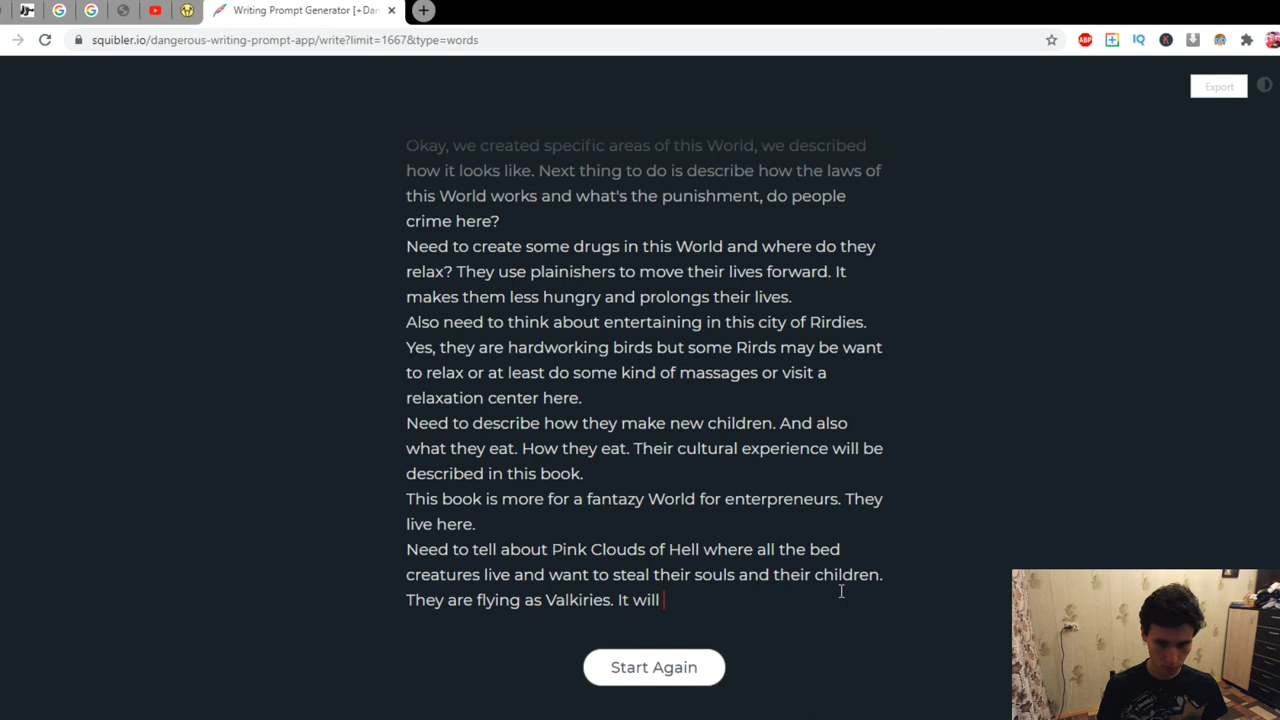 Writing Prompt Generator [+Dan
squibler.io/dangerous-writing-prompt-app/write?limit=1667&type=words
ABP
IQ
K
Export
Okay, we created specific areas of this World, we described
how it looks like. Next thing to do is describe how the laws of
this World works and what's the punishment, do people
crime here?
Need to create some drugs in this World and where do they
relax? They use plainishers to move their lives forward. It
makes them less hungry and prolongs their lives.
Also need to think about entertaining in this city of Rirdies.
Yes, they are hardworking birds but some Rirds may be want
to relax or at least do some kind of massages or visit a
relaxation center here.
Need to describe how they make new children. And also
what they eat. How they eat. Their cultural experience will be
described in this book.
This book is more for a fantazy World for enterpreneurs. They
live here.
Need to tell about Pink Clouds of Hell where all the bed
creatures live and want to steal their souls and their children.
They are flying as Valkiries. It will
Start Again